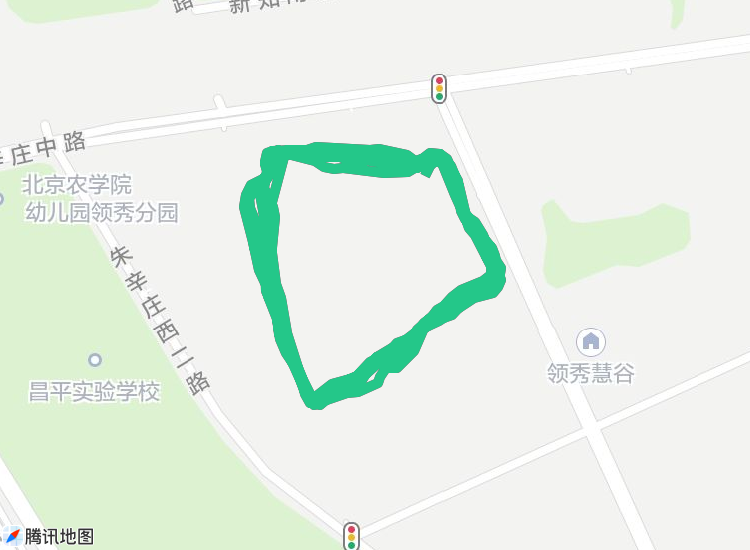 路
辛庄中路
北京农学院
幼儿园领秀分园
朱辛庄西二路
昌平实验学校
领秀慧谷
腾讯地图